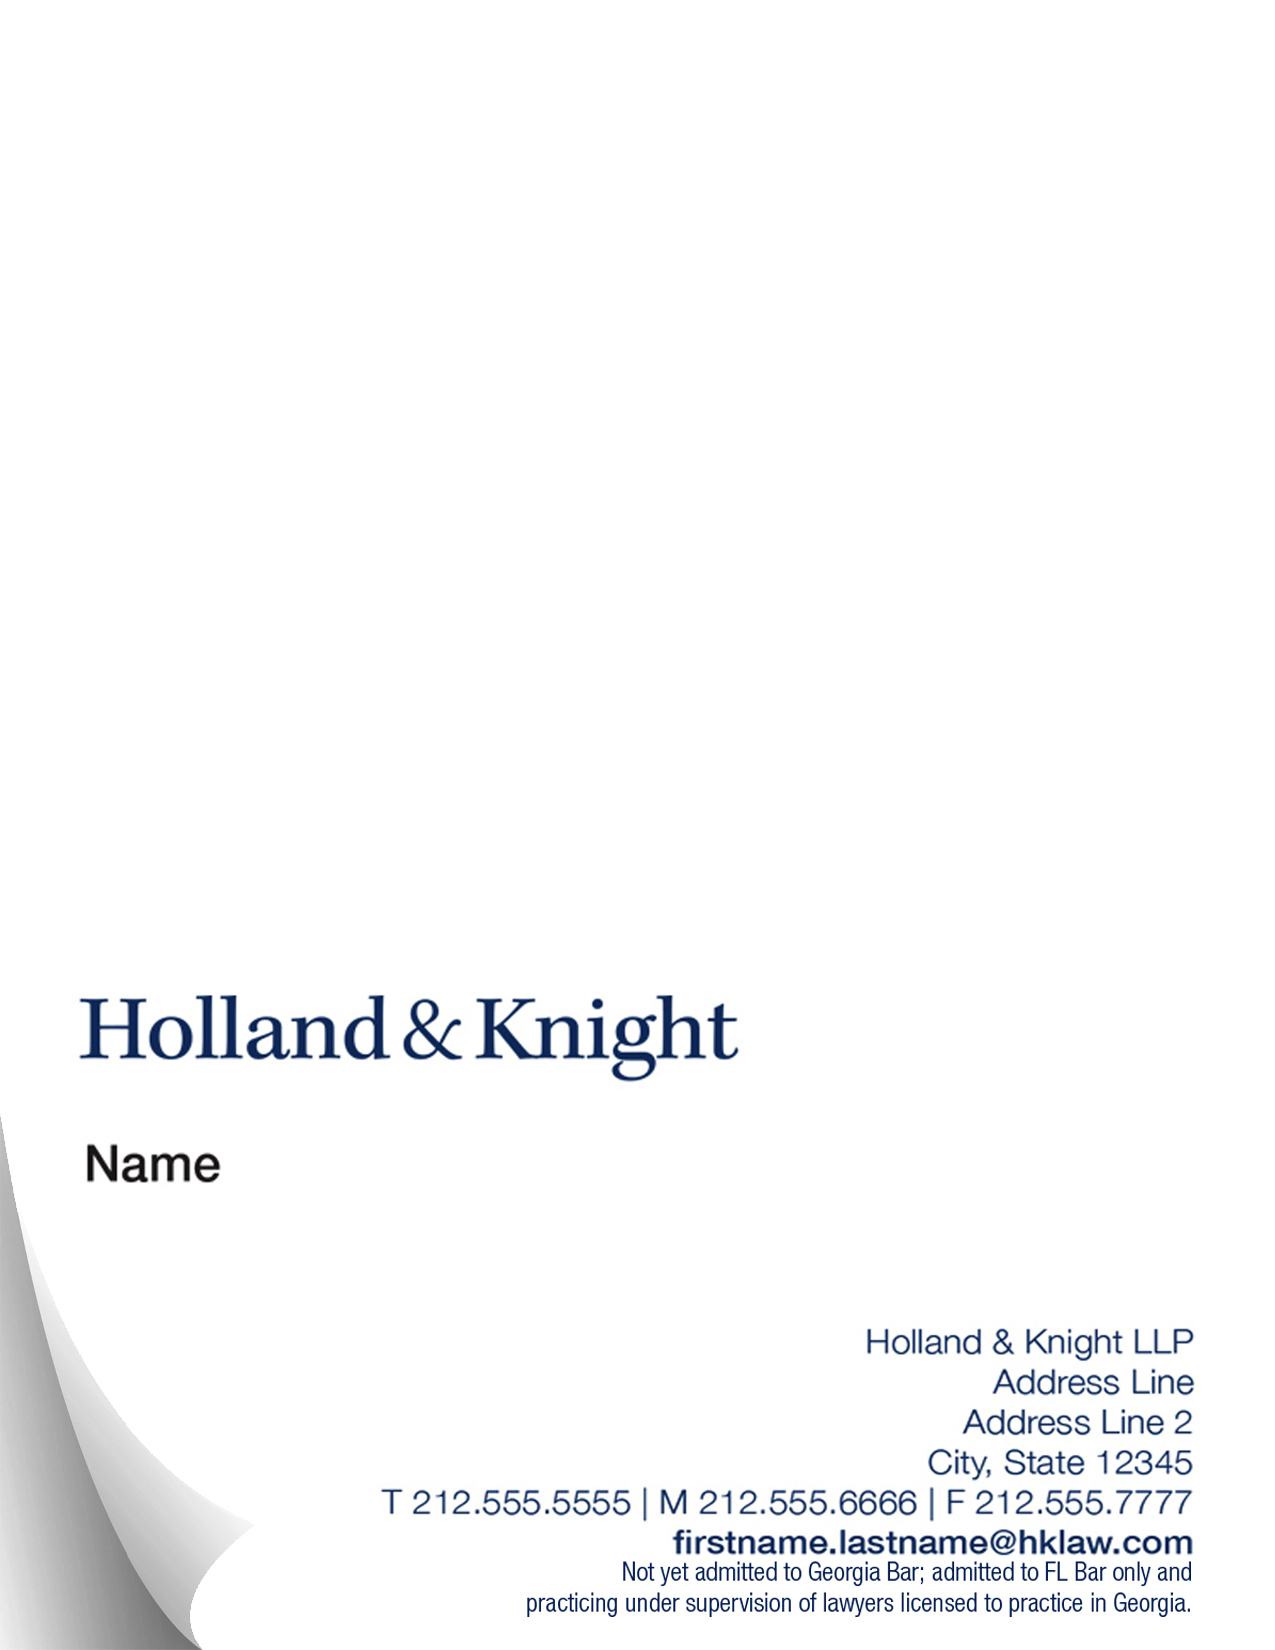 Holland & Knight
Name
Holland & Knight LLP
Address Line
Address Line 2
City, State 12345
T 212.555.5555 | M 212.555.6666 | F 212.555.7777
firstname.lastname@hklaw.com
Not yet admitted to Georgia Bar; admitted to FL Bar only and
practicing under supervision of lawyers licensed to practice in Georgia.